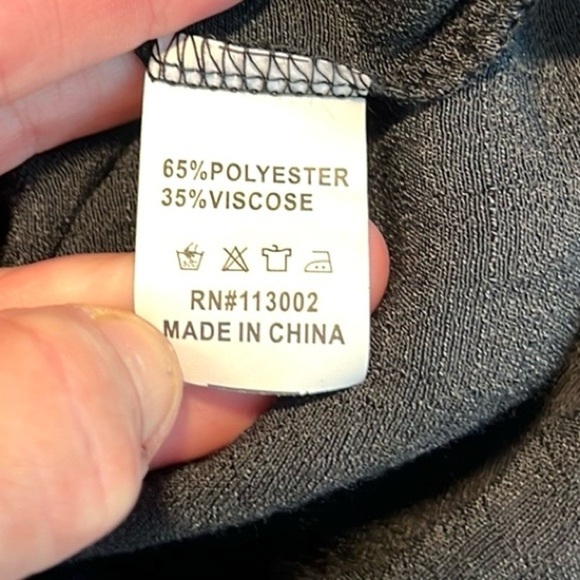 65%POLYESTER
35%VISCOSE
RN#113002
MADE IN CHINA